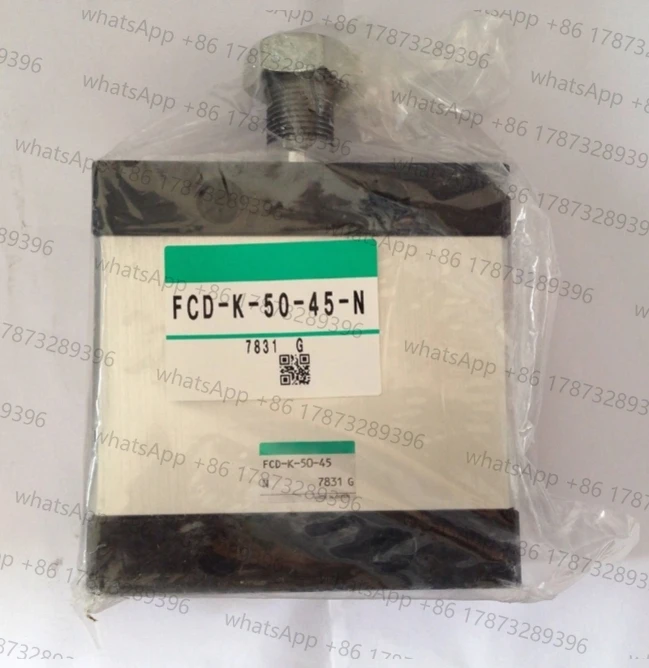 FCD-K-50-45-N
7831 G
FCD-K-50-45
N 7831 G
whatsApp +86 17873289396